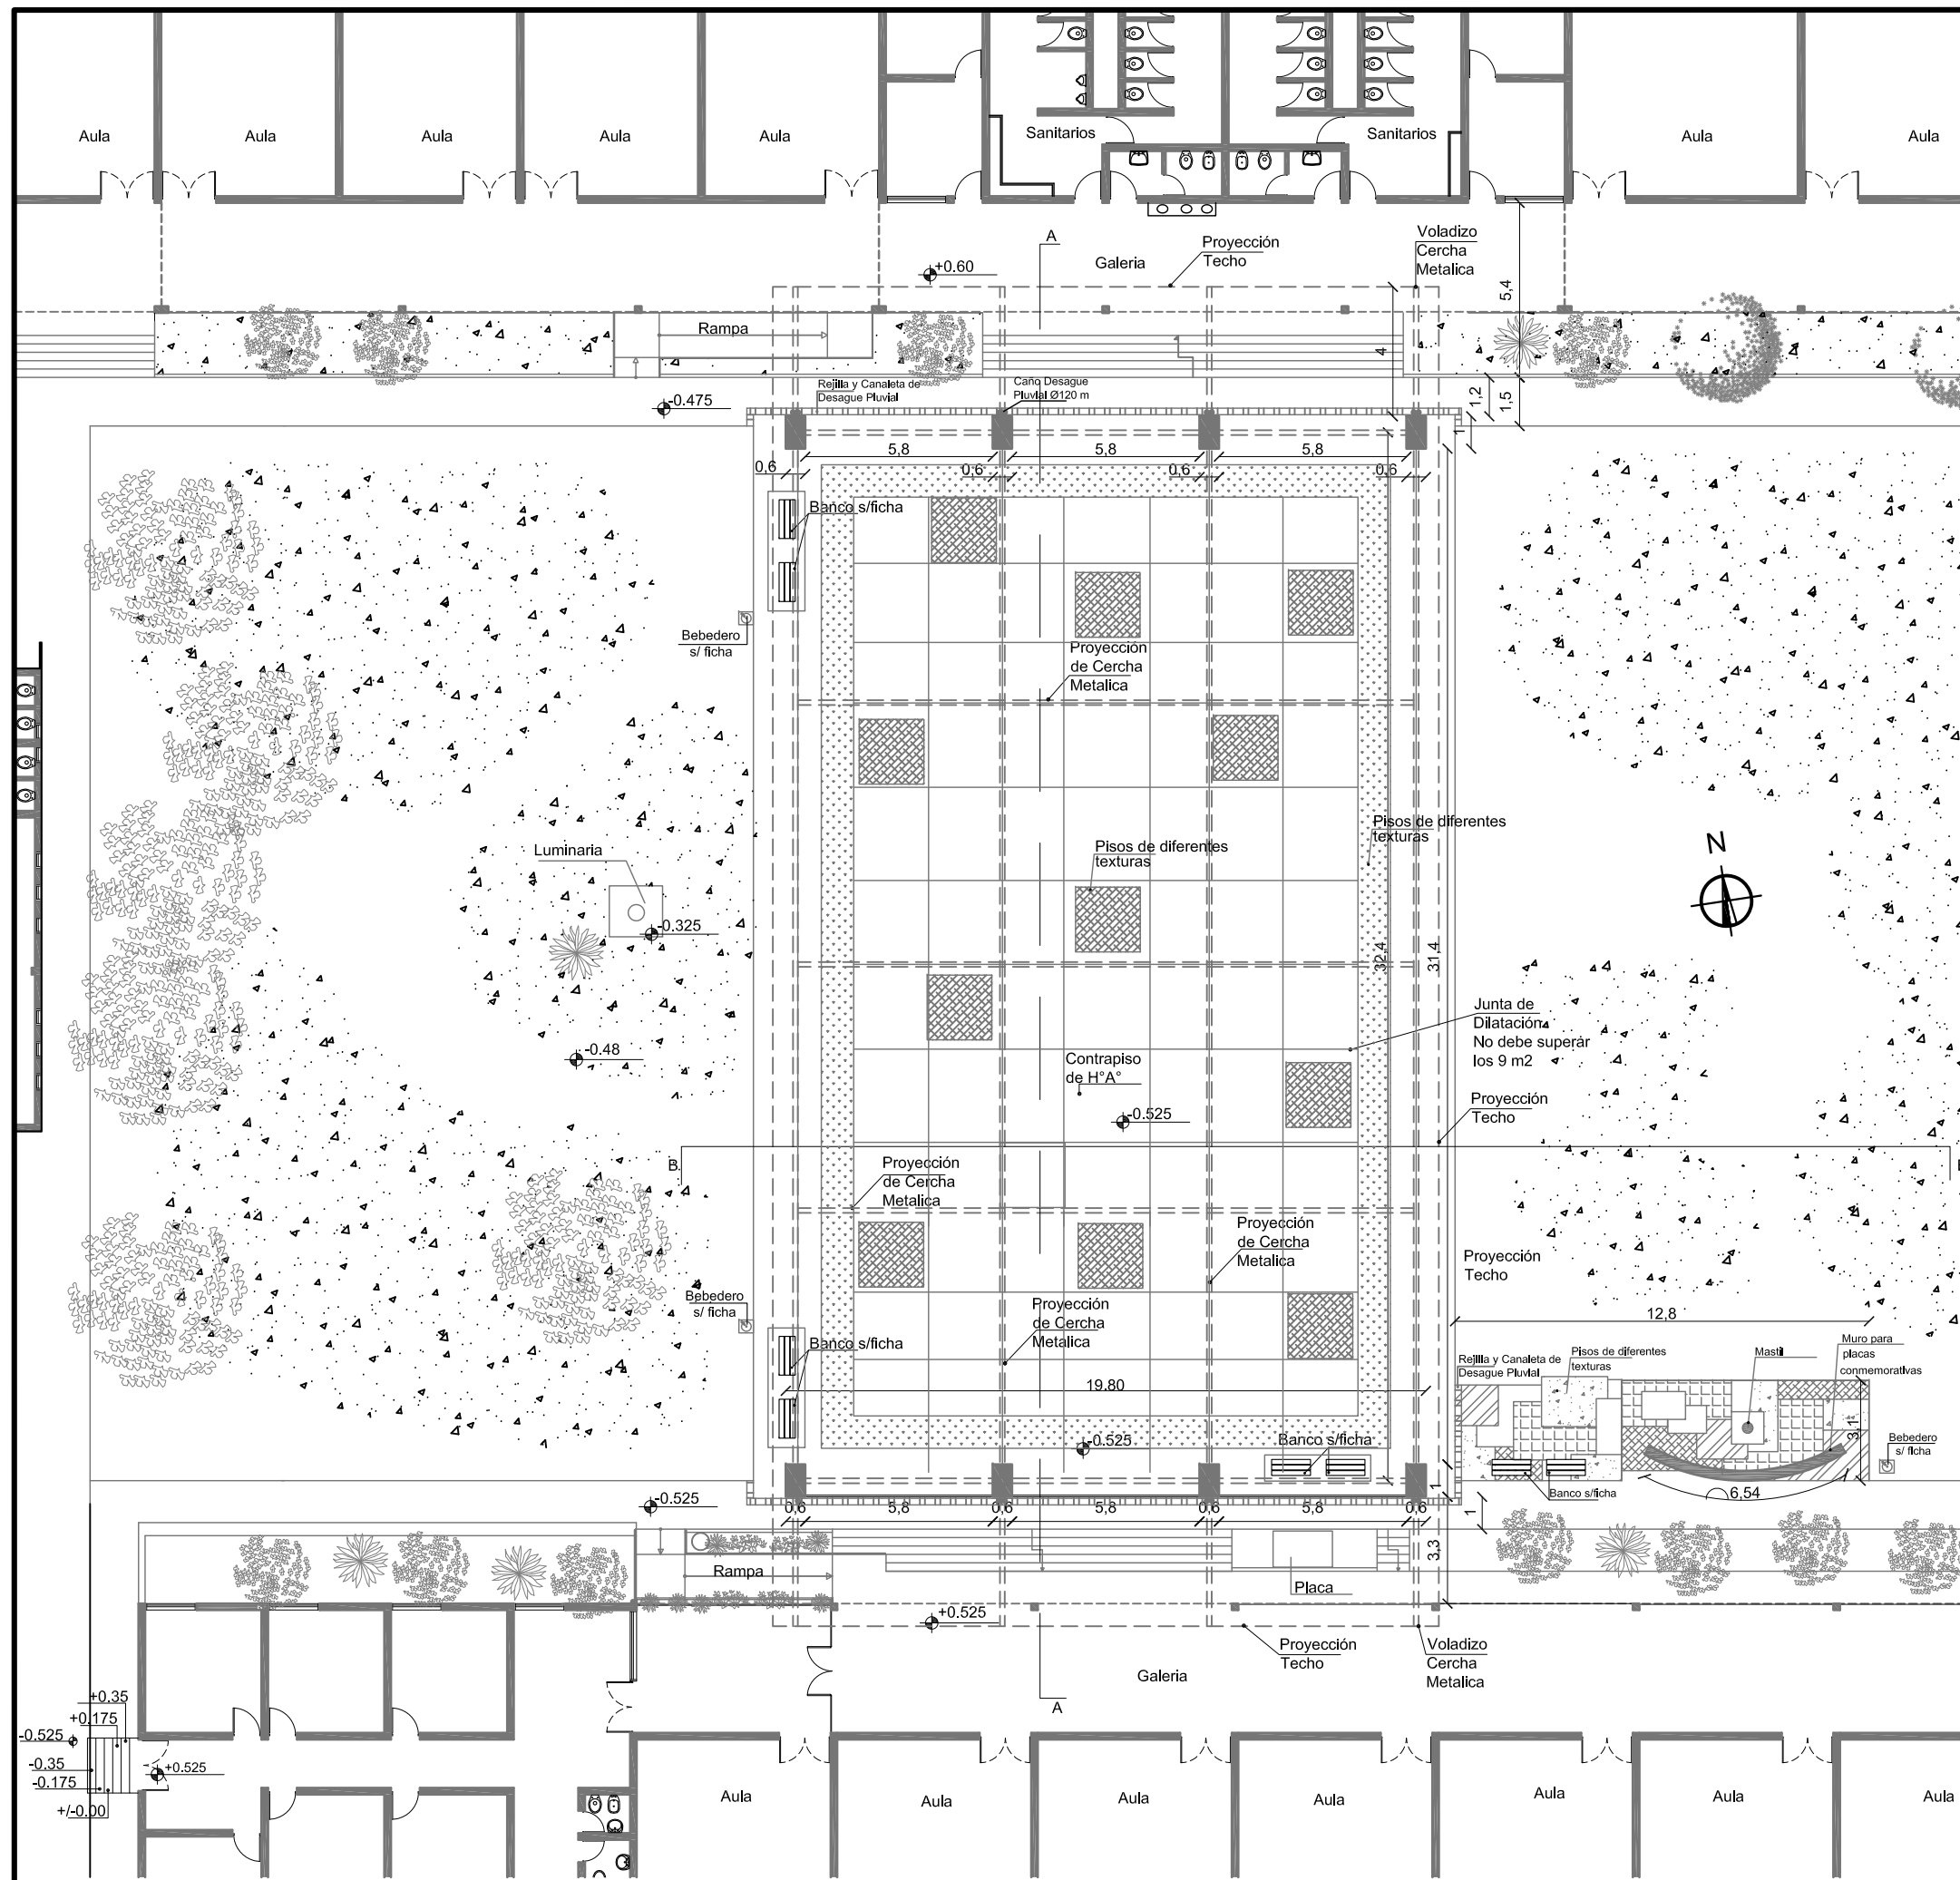 Aula
Aula
Aula
Aula
Aula
Sanitarios
Sanitarios
Aula
Aula
A
Galeria
Proyección
Techo
Voladizo
Cercha
Metalica
+0.60
5,4
Rampa
4
Rejilla y Canaleta de
Desague Pluvial
Caño Desague
Pluvial Ø120 m
-0.475
1,2
1,5
1
5,8
5,8
5,8
0,6
0,6
0,6
0,6
Banco s/ficha
Bebedero
s/ ficha
Proyección
de Cercha
Metalica
Pisos de diferentes
texturas
Pisos de diferentes
texturas
Luminaria
N
-0.325
32,4
31,4
Junta de
Dilatación
No debe superar
los 9 m2
-0.48
Contrapiso
de H°A°
-0.525
Proyección
Techo
B
Proyección
de Cercha
Metalica
Proyección
de Cercha
Metalica
Proyección
Techo
Bebedero
s/ ficha
Proyección
de Cercha
Metalica
12,8
Banco s/ficha
Rejilla y Canaleta de
Desague Pluvial
Pisos de diferentes
texturas
Mastil
Muro para
placas
conmemorativas
19.80
3,1
-0.525
Banco s/ficha
Bebedero
s/ ficha
Banco s/ficha
6,54
-0.525
0,6
5,8
0,6
5,8
0,6
5,8
0,6
1
1
3,3
Rampa
Placa
+0.525
Proyección
Techo
Voladizo
Cercha
Metalica
Galeria
A
+0.35
+0.175
-0.525
-0.35
-0.175
+/-0.00
+0.525
Aula
Aula
Aula
Aula
Aula
Aula
Aula